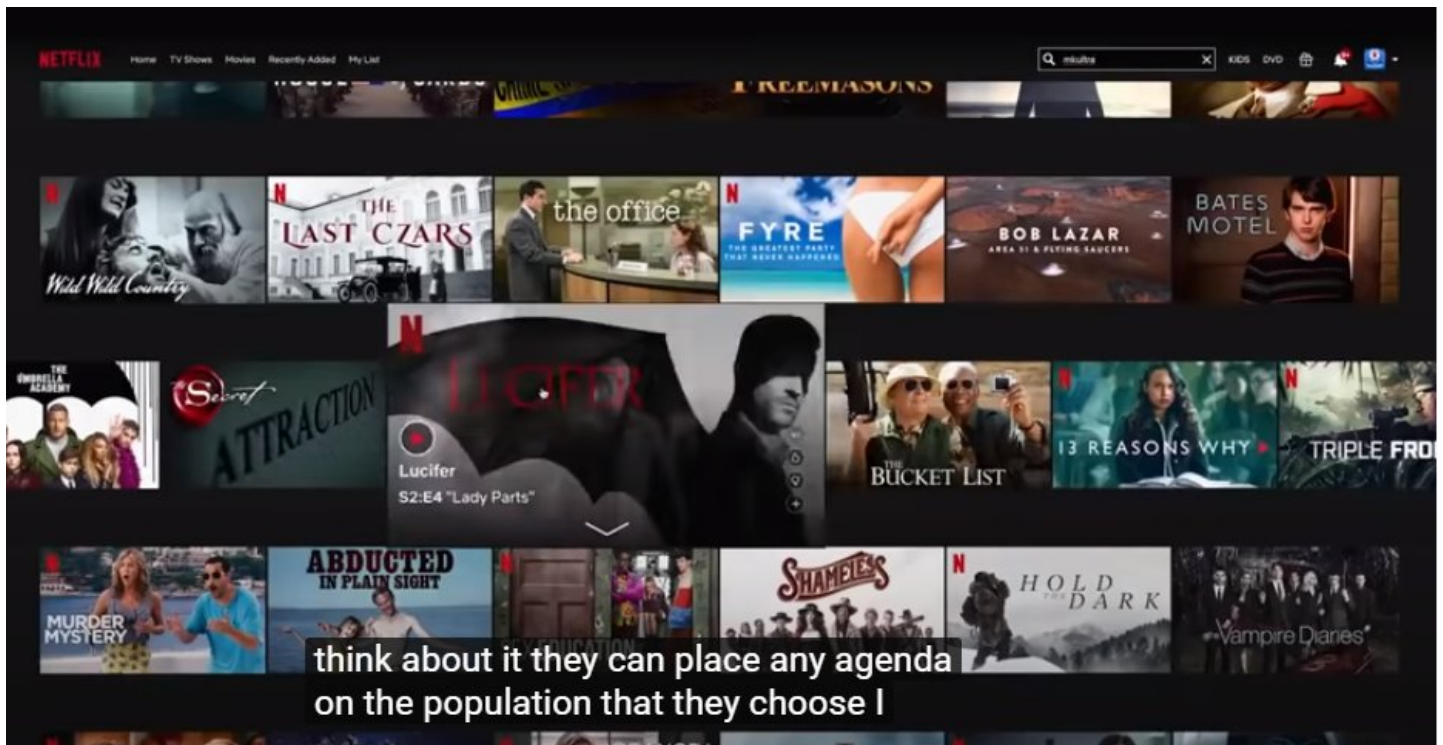 NETFLIX Home TV Shows Movies Recently Added My List mkultra KIDS DVD
FREEMASONS
Wild Wild Country
THE
LAST CZARS
the office
FYRE
THE GREATEST PARTY
THAT NEVER HAPPENED
BOB LAZAR
AREA 51 & FLYING SAUCERS
BATES
MOTEL
THE
UMBRELLA
ACADEMY
The Secret
ATTRACTION
N
LUCIFER
Lucifer
S2:E4 "Lady Parts"
THE
BUCKET LIST
13 REASONS WHY
TRIPLE FRO
MURDER
MYSTERY
ABDUCTED
IN PLAIN SIGHT
SEX EDUCATION
SHAMELESS
HOLD
THE DARK
the Vampire Diaries
think about it they can place any agenda
on the population that they choose I